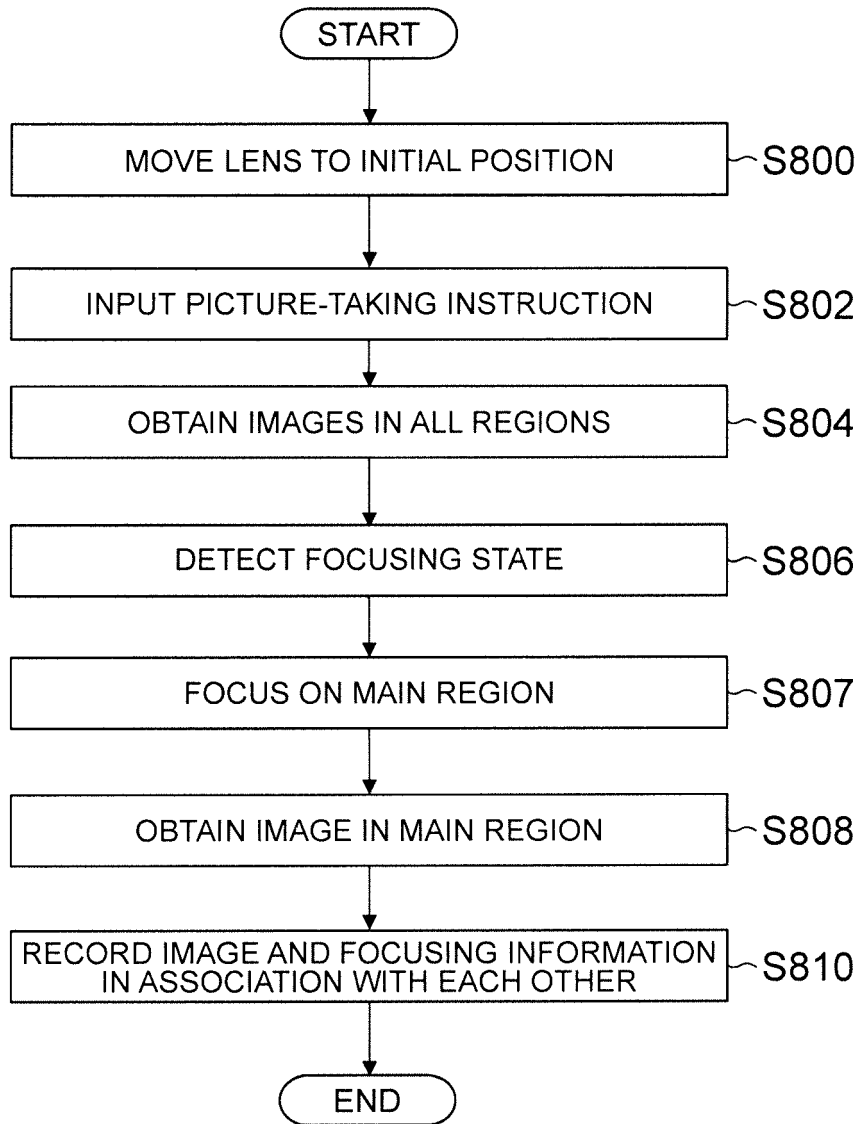 START
MOVE LENS TO INITIAL POSITION
S800
INPUT PICTURE-TAKING INSTRUCTION
S802
OBTAIN IMAGES IN ALL REGIONS
S804
DETECT FOCUSING STATE
S806
FOCUS ON MAIN REGION
S807
OBTAIN IMAGE IN MAIN REGION
S808
RECORD IMAGE AND FOCUSING INFORMATION
IN ASSOCIATION WITH EACH OTHER
S810
END